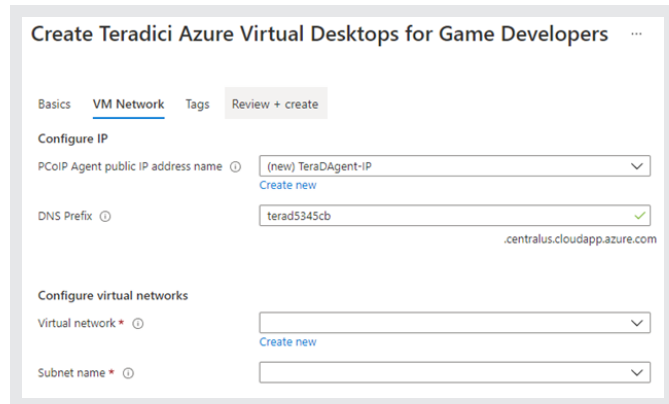 Create Teradici Azure Virtual Desktops for Game Developers ...
Basics VM Network Tags Review + create
Configure IP
PCoIP Agent public IP address name (new) TeraDAgent-IP
Create new
DNS Prefix terad5345cb
.centralus.cloudapp.azure.com
Configure virtual networks
Virtual network *
Create new
Subnet name *